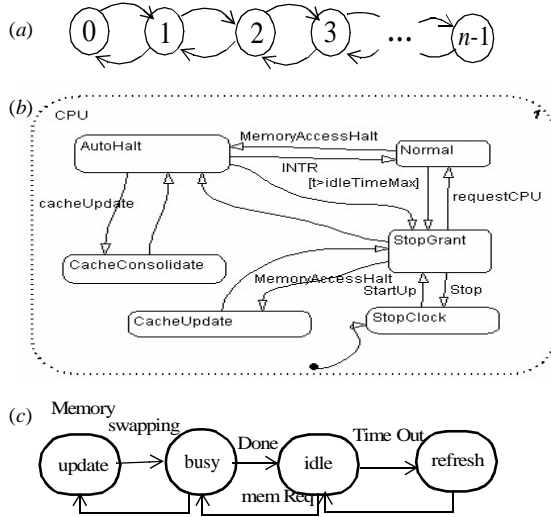 (a)
0 1 2 3 ... n-1
(b)
CPU
MemoryAccessHalt
AutoHalt
Normal
INTR
[t>idleTimeMax]
requestCPU
cacheUpdate
StopGrant
CacheConsolidate
MemoryAccessHalt
StartUp
Stop
CacheUpdate
StopClock
(c)
Memory
swapping
Done
Time Out
update
busy
idle
refresh
mem Req